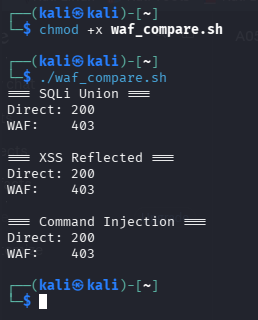 ┌──(kali㉿kali)-[~]
└─$ chmod +x waf_compare.sh
┌──(kali㉿kali)-[~]
└─$ ./waf_compare.sh
=== SQLi Union ===
Direct: 200
WAF: 403
=== XSS Reflected ===
Direct: 200
WAF: 403
=== Command Injection ===
Direct: 200
WAF: 403
┌──(kali㉿kali)-[~]
└─$